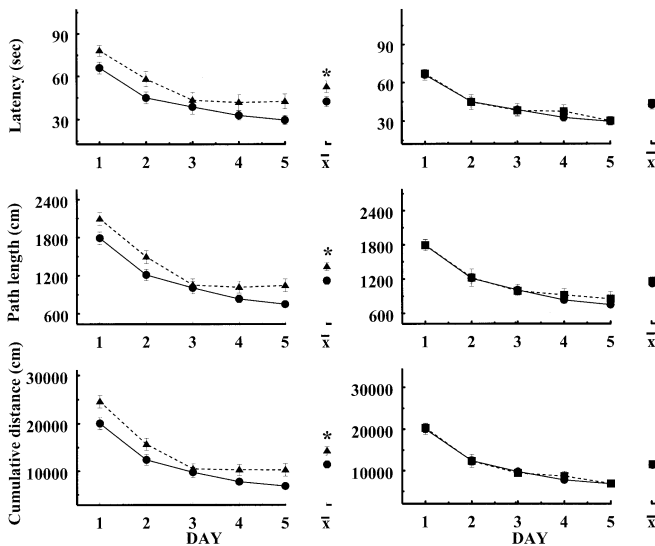 Latency (sec)
90
60
30
*
1 2 3 4 5 x̄
90
60
30
1 2 3 4 5 x̄
Path length (cm)
2400
1800
1200
600
*
1 2 3 4 5 x̄
2400
1800
1200
600
1 2 3 4 5 x̄
Cumulative distance (cm)
30000
20000
10000
*
1 2 3 4 5 x̄
DAY
30000
20000
10000
1 2 3 4 5 x̄
DAY